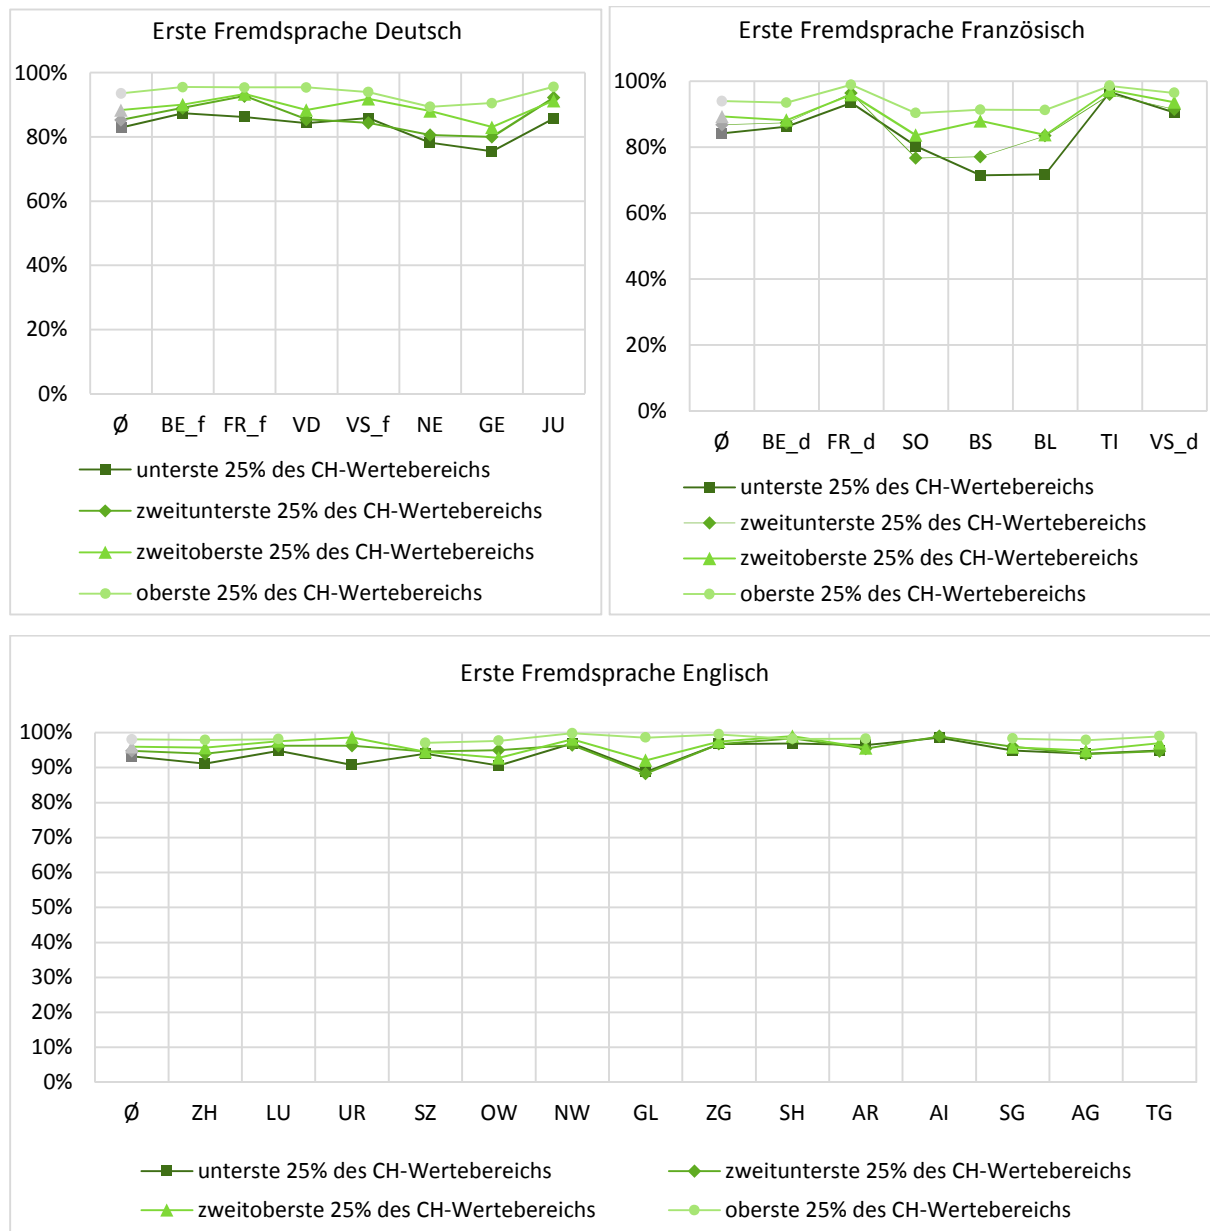 Erste Fremdsprache Deutsch
100%
80%
60%
40%
20%
0%
Ø BE_f FR_f VD VS_f NE GE JU
unterste 25% des CH-Wertebereichs
zweitunterste 25% des CH-Wertebereichs
zweitoberste 25% des CH-Wertebereichs
oberste 25% des CH-Wertebereichs
Erste Fremdsprache Französisch
100%
80%
60%
40%
20%
0%
Ø BE_d FR_d SO BS BL TI VS_d
unterste 25% des CH-Wertebereichs
zweitunterste 25% des CH-Wertebereichs
zweitoberste 25% des CH-Wertebereichs
oberste 25% des CH-Wertebereichs
Erste Fremdsprache Englisch
100%
90%
80%
70%
60%
50%
40%
30%
20%
10%
0%
Ø ZH LU UR SZ OW NW GL ZG SH AR AI SG AG TG
unterste 25% des CH-Wertebereichs zweitunterste 25% des CH-Wertebereichs
zweitoberste 25% des CH-Wertebereichs oberste 25% des CH-Wertebereichs